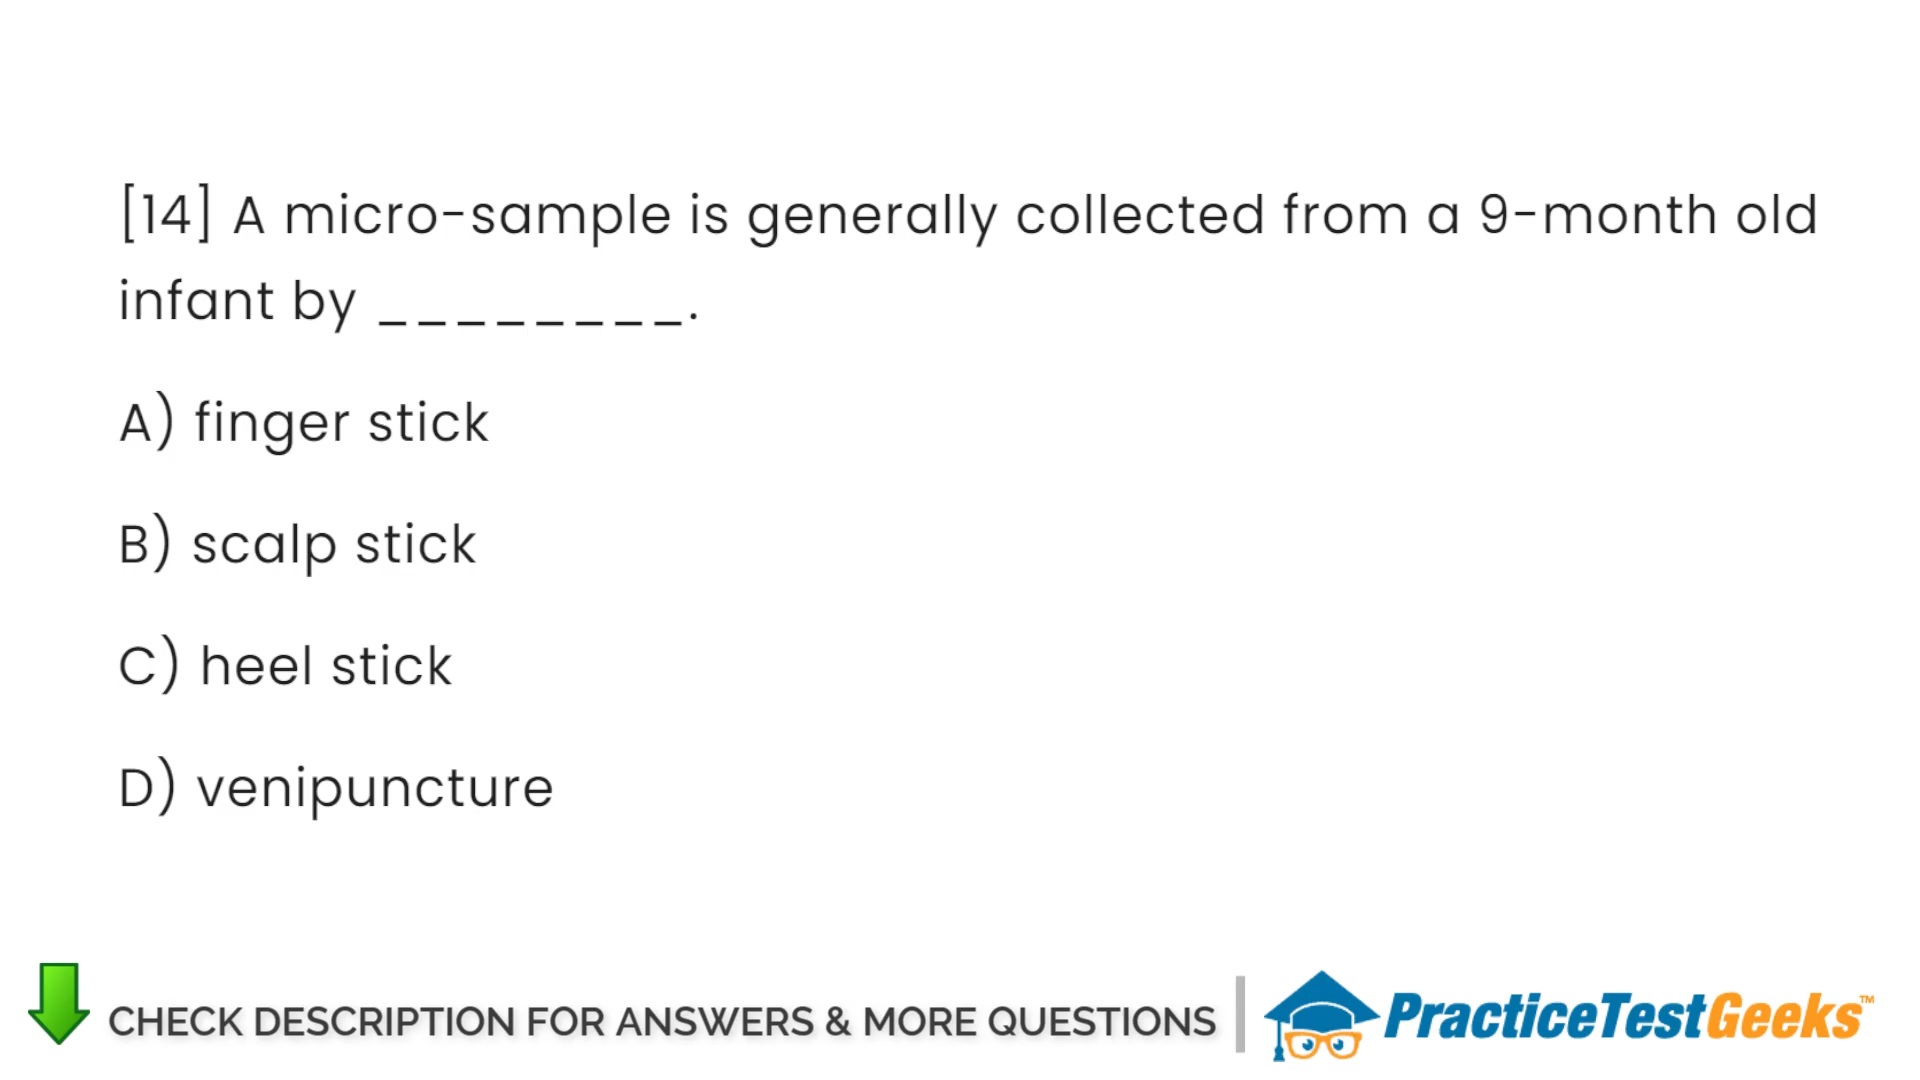 [14] A micro-sample is generally collected from a 9-month old
infant by ________.
A) finger stick
B) scalp stick
C) heel stick
D) venipuncture
CHECK DESCRIPTION FOR ANSWERS & MORE QUESTIONS
PracticeTestGeeks™